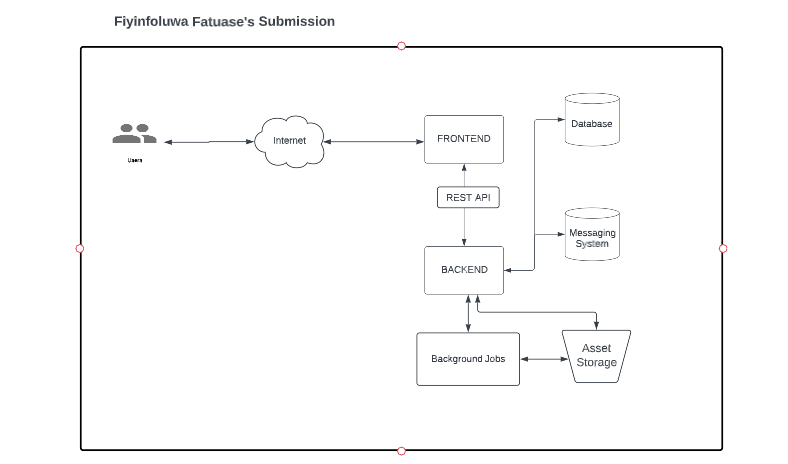 Fiyinfoluwa Fatuase's Submission
Users
Internet
FRONTEND
Database
REST API
Messaging
System
BACKEND
Background Jobs
Asset
Storage